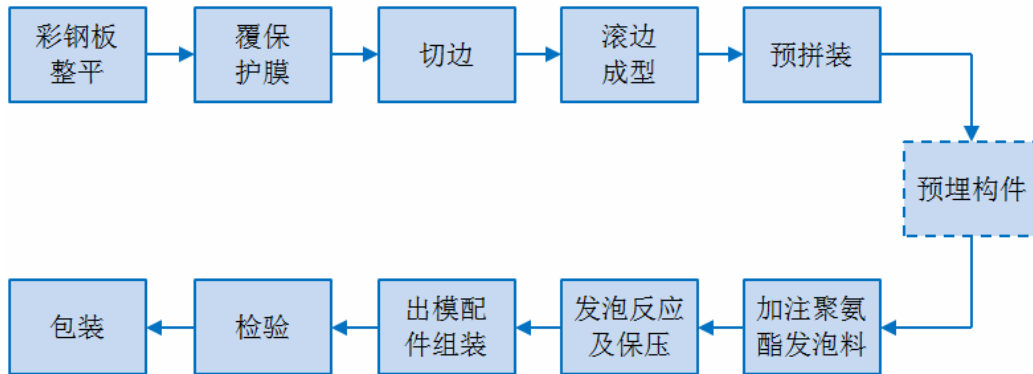 彩钢板
整平
覆保
护膜
切边
滚边
成型
预拼装
预埋构件
加注聚氨
酯发泡料
发泡反应
及保压
出模配
件组装
检验
包装